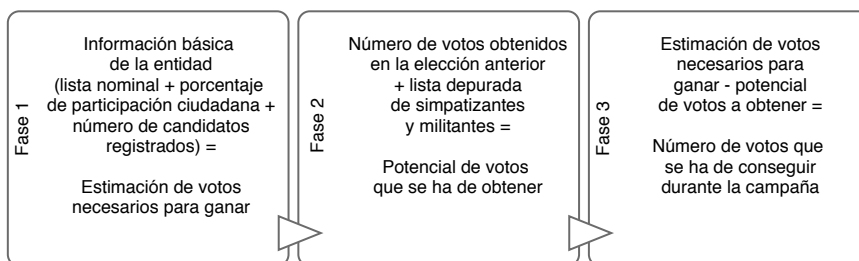 Fase 1
Información básica
de la entidad
(lista nominal + porcentaje
de participación ciudadana +
número de candidatos
registrados) =
Estimación de votos
necesarios para ganar
Fase 2
Número de votos obtenidos
en la elección anterior
+ lista depurada
de simpatizantes
y militantes =
Potencial de votos
que se ha de obtener
Fase 3
Estimación de votos
necesarios para
ganar - potencial
de votos a obtener =
Número de votos que
se ha de conseguir
durante la campaña